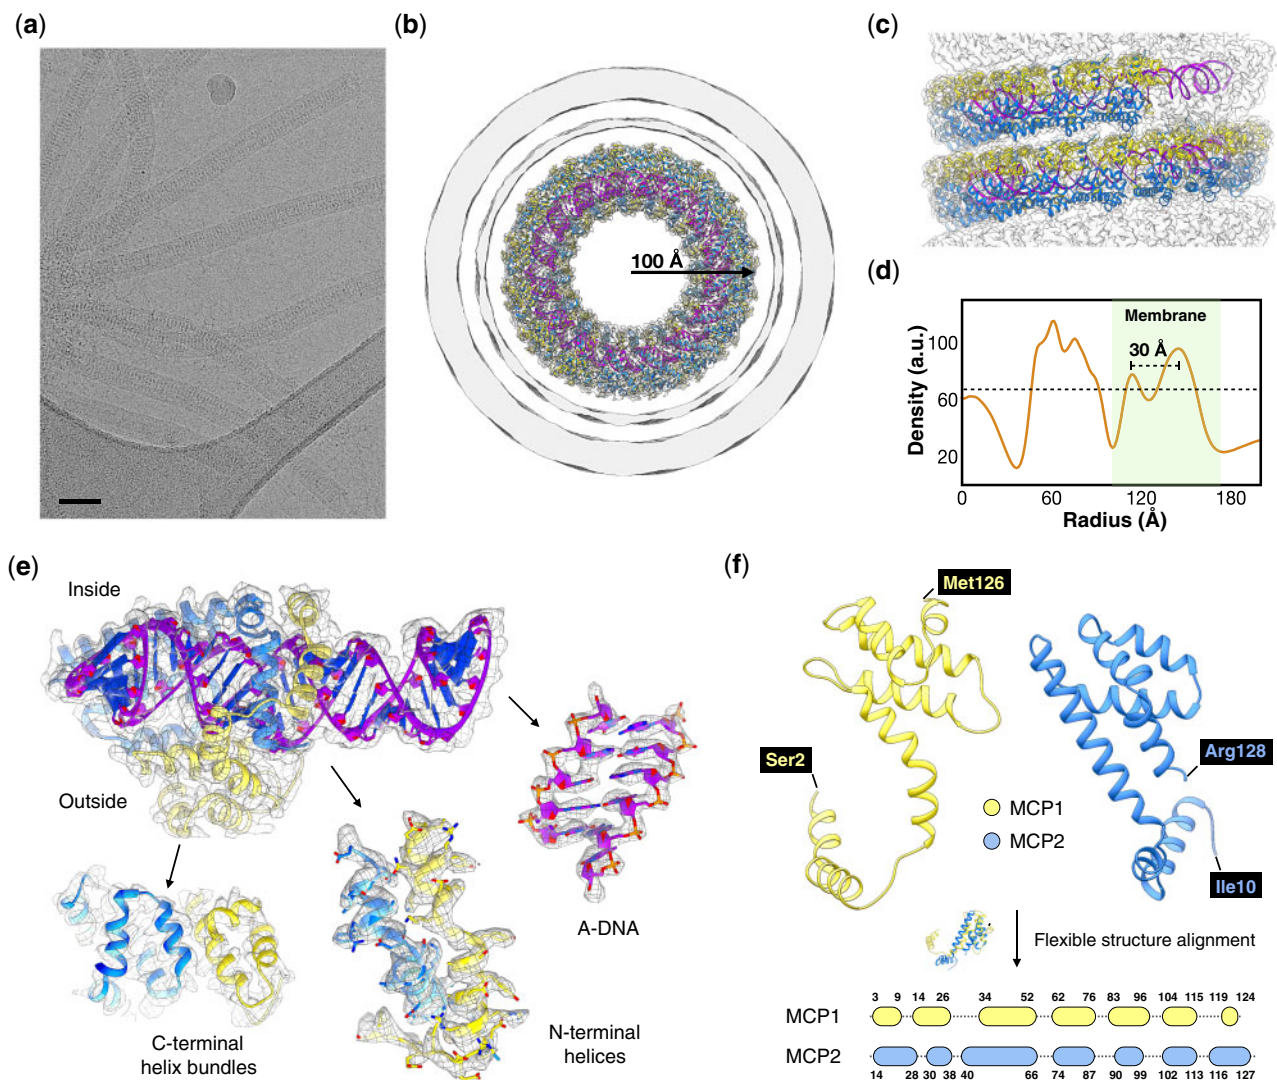 (a)
(b)
100 Å
(c)
(d)
Membrane
30 Å
Density (a.u.)
100
60
20
0 60 120 180
Radius (Å)
(e)
Inside
Outside
A-DNA
C-terminal
helix bundles
N-terminal
helices
(f)
Met126
Ser2
Arg128
MCP1
MCP2
Ile10
Flexible structure alignment
3 9 14 26 34 52 62 76 83 96 104 115 119 124
MCP1
MCP2
14 28 30 38 40 66 74 87 90 99 102 113 116 127